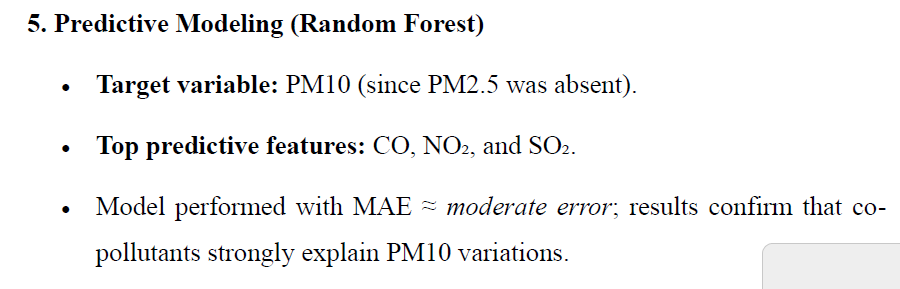 5. Predictive Modeling (Random Forest)
• Target variable: PM10 (since PM2.5 was absent).
• Top predictive features: CO, NO₂, and SO₂.
• Model performed with MAE ≈ moderate error; results confirm that co-
pollutants strongly explain PM10 variations.